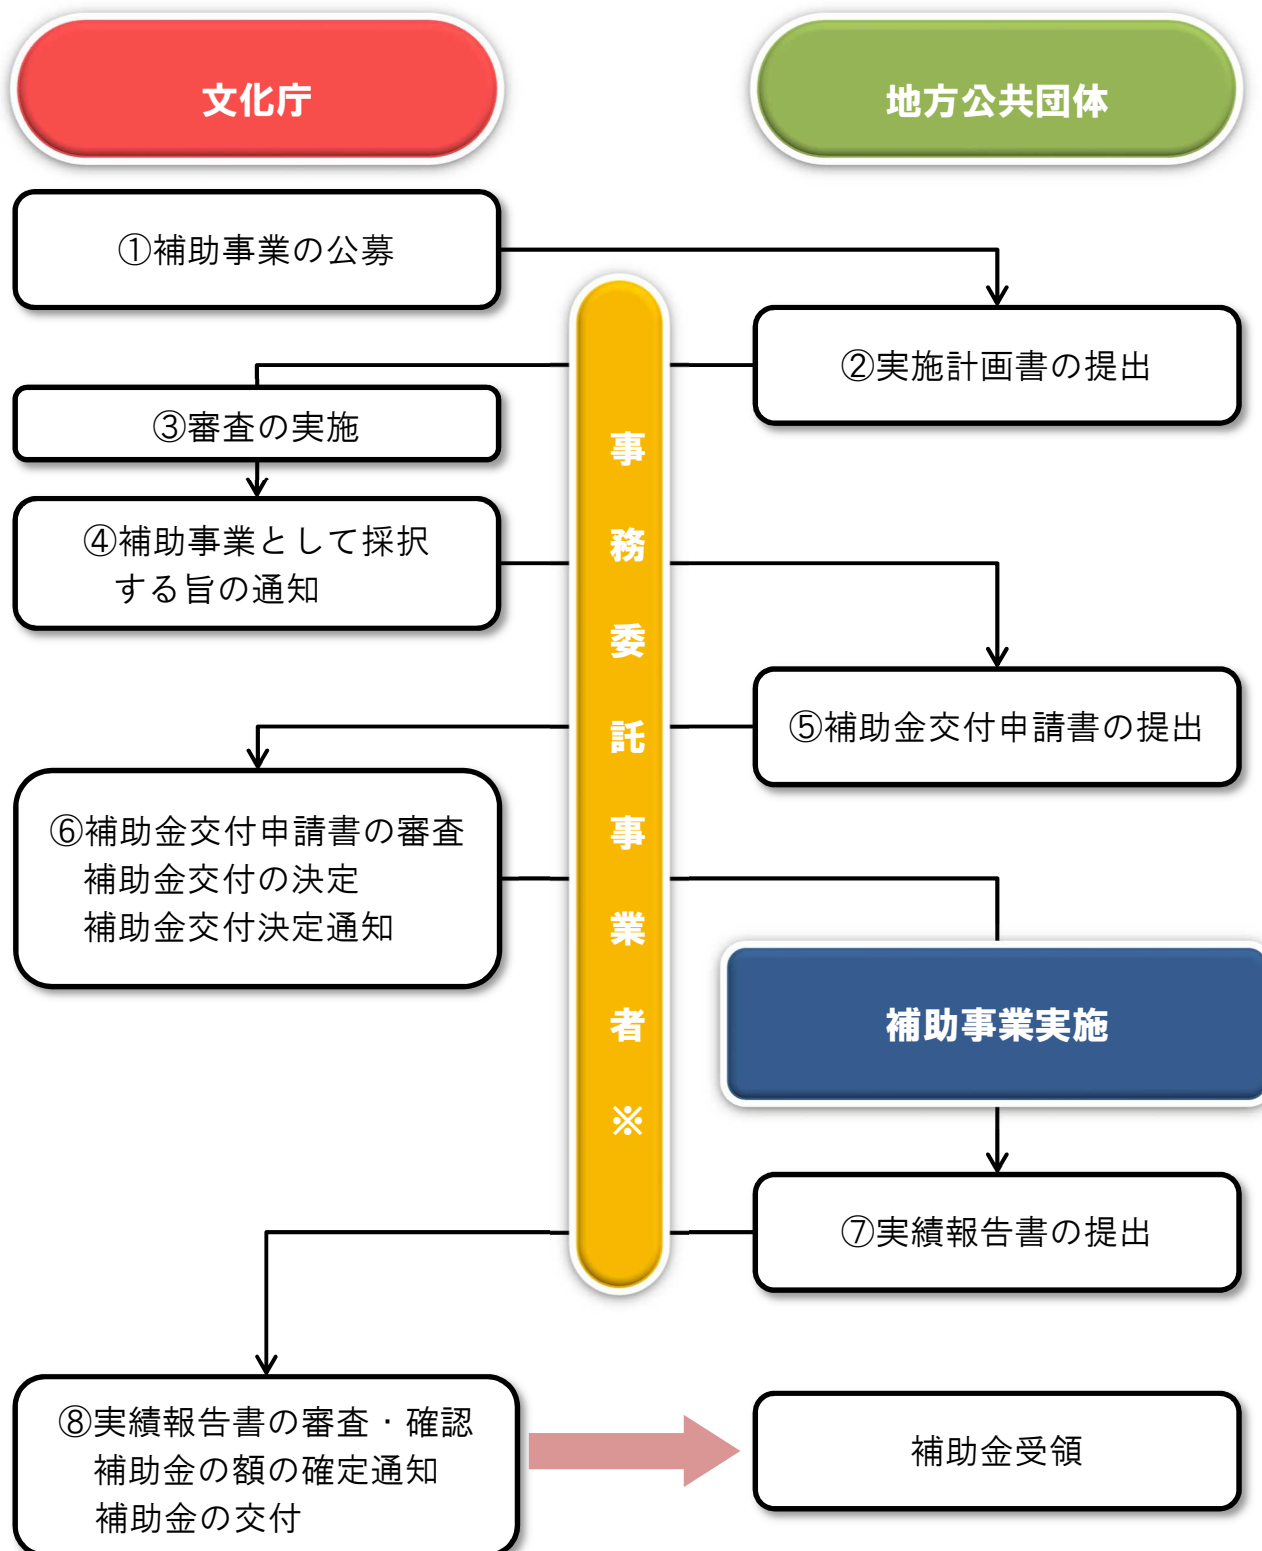 文化庁
地方公共団体
①補助事業の公募
②実施計画書の提出
③審査の実施
④補助事業として採択
する旨の通知
⑤補助金交付申請書の提出
⑥補助金交付申請書の審査
補助金交付の決定
補助金交付決定通知
事務委託事業者※
補助事業実施
⑦実績報告書の提出
⑧実績報告書の審査・確認
補助金の額の確定通知
補助金の交付
補助金受領